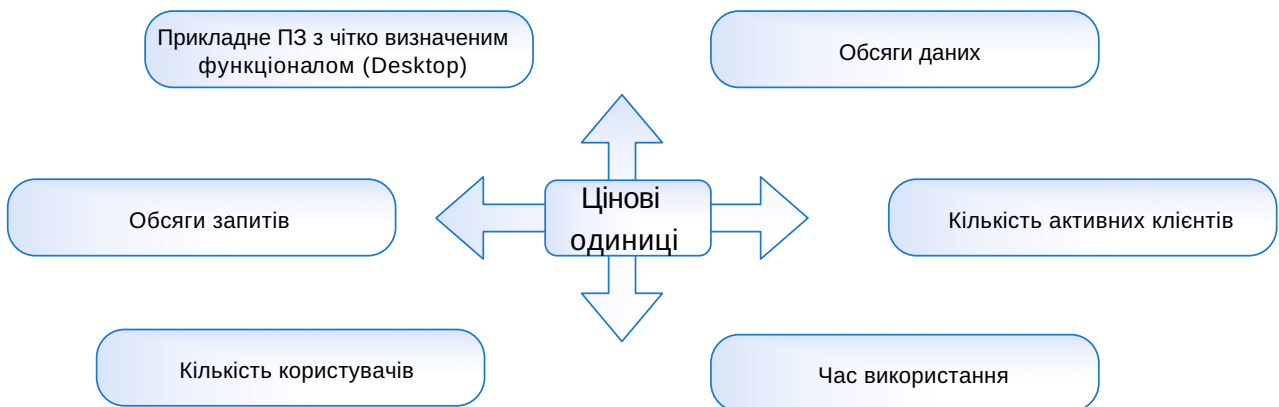 Прикладне ПЗ з чітко визначеним
функціоналом (Desktop)
Обсяги даних
Обсяги запитів
Цінові
одиниці
Кількість активних клієнтів
Кількість користувачів
Час використання